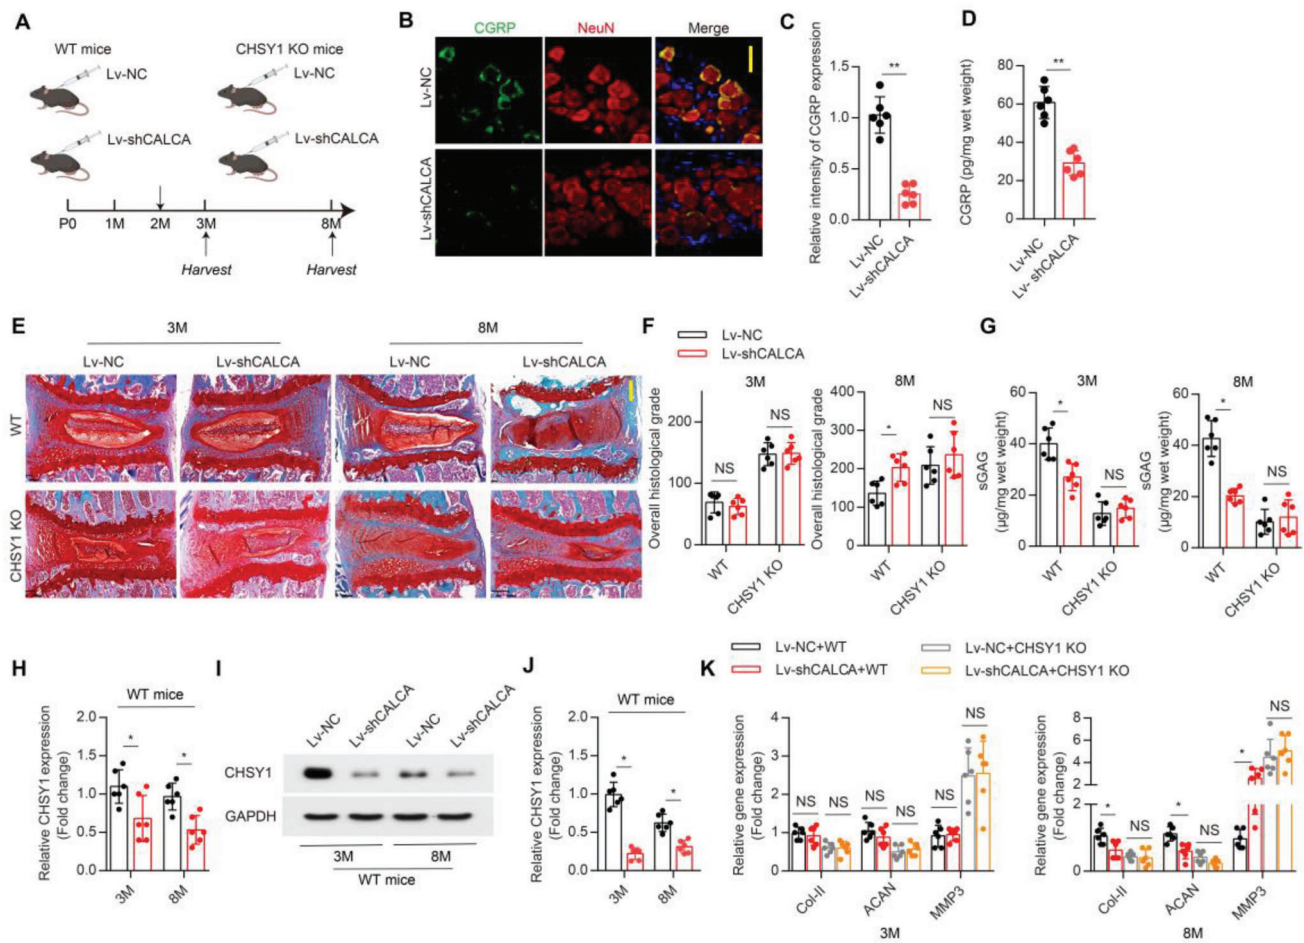 A
WT mice
CHSY1 KO mice
Lv-NC
Lv-NC
Lv-shCALCA
Lv-shCALCA
P0 1M 2M 3M 8M
Harvest Harvest
B
CGRP NeuN Merge
Lv-NC
Lv-shCALCA
C
Relative intensity of CGRP expression
1.5
1.0
0.5
0.0
**
Lv-NC
Lv-shCALCA
D
CGRP (pg/mg wet weight)
80
60
40
20
0
**
Lv-NC
Lv- shCALCA
E
3M 8M
Lv-NC Lv-shCALCA Lv-NC Lv-shCALCA
WT
CHSY1 KO
F
Lv-NC
Lv-shCALCA
3M
Overall histological grade
200
100
0
NS
NS
WT
CHSY1 KO
8M
Overall histological grade
400
300
200
100
0
*
NS
WT
CHSY1 KO
G
3M
sGAG
(μg/mg wet weight)
60
40
20
0
*
NS
WT
CHSY1 KO
8M
sGAG
(μg/mg wet weight)
60
40
20
0
*
NS
WT
CHSY1 KO
H
WT mice
Relative CHSY1 expression
(Fold change)
2.0
1.5
1.0
0.5
0.0
*
*
3M
8M
I
Lv-NC
Lv-shCALCA
Lv-NC
Lv-shCALCA
CHSY1
GAPDH
3M 8M
WT mice
J
WT mice
Relative CHSY1 expression
(Fold change)
2.0
1.5
1.0
0.5
0.0
*
*
3M
8M
K
Lv-NC+WT
Lv-shCALCA+WT
Lv-NC+CHSY1 KO
Lv-shCALCA+CHSY1 KO
Relative gene expression
(Fold change)
4
3
2
1
0
NS NS NS NS NS NS
Col-II
ACAN
MMP3
3M
Relative gene expression
(Fold change)
8
6
4
2
2
0
* NS * NS * NS
Col-II
ACAN
MMP3
8M